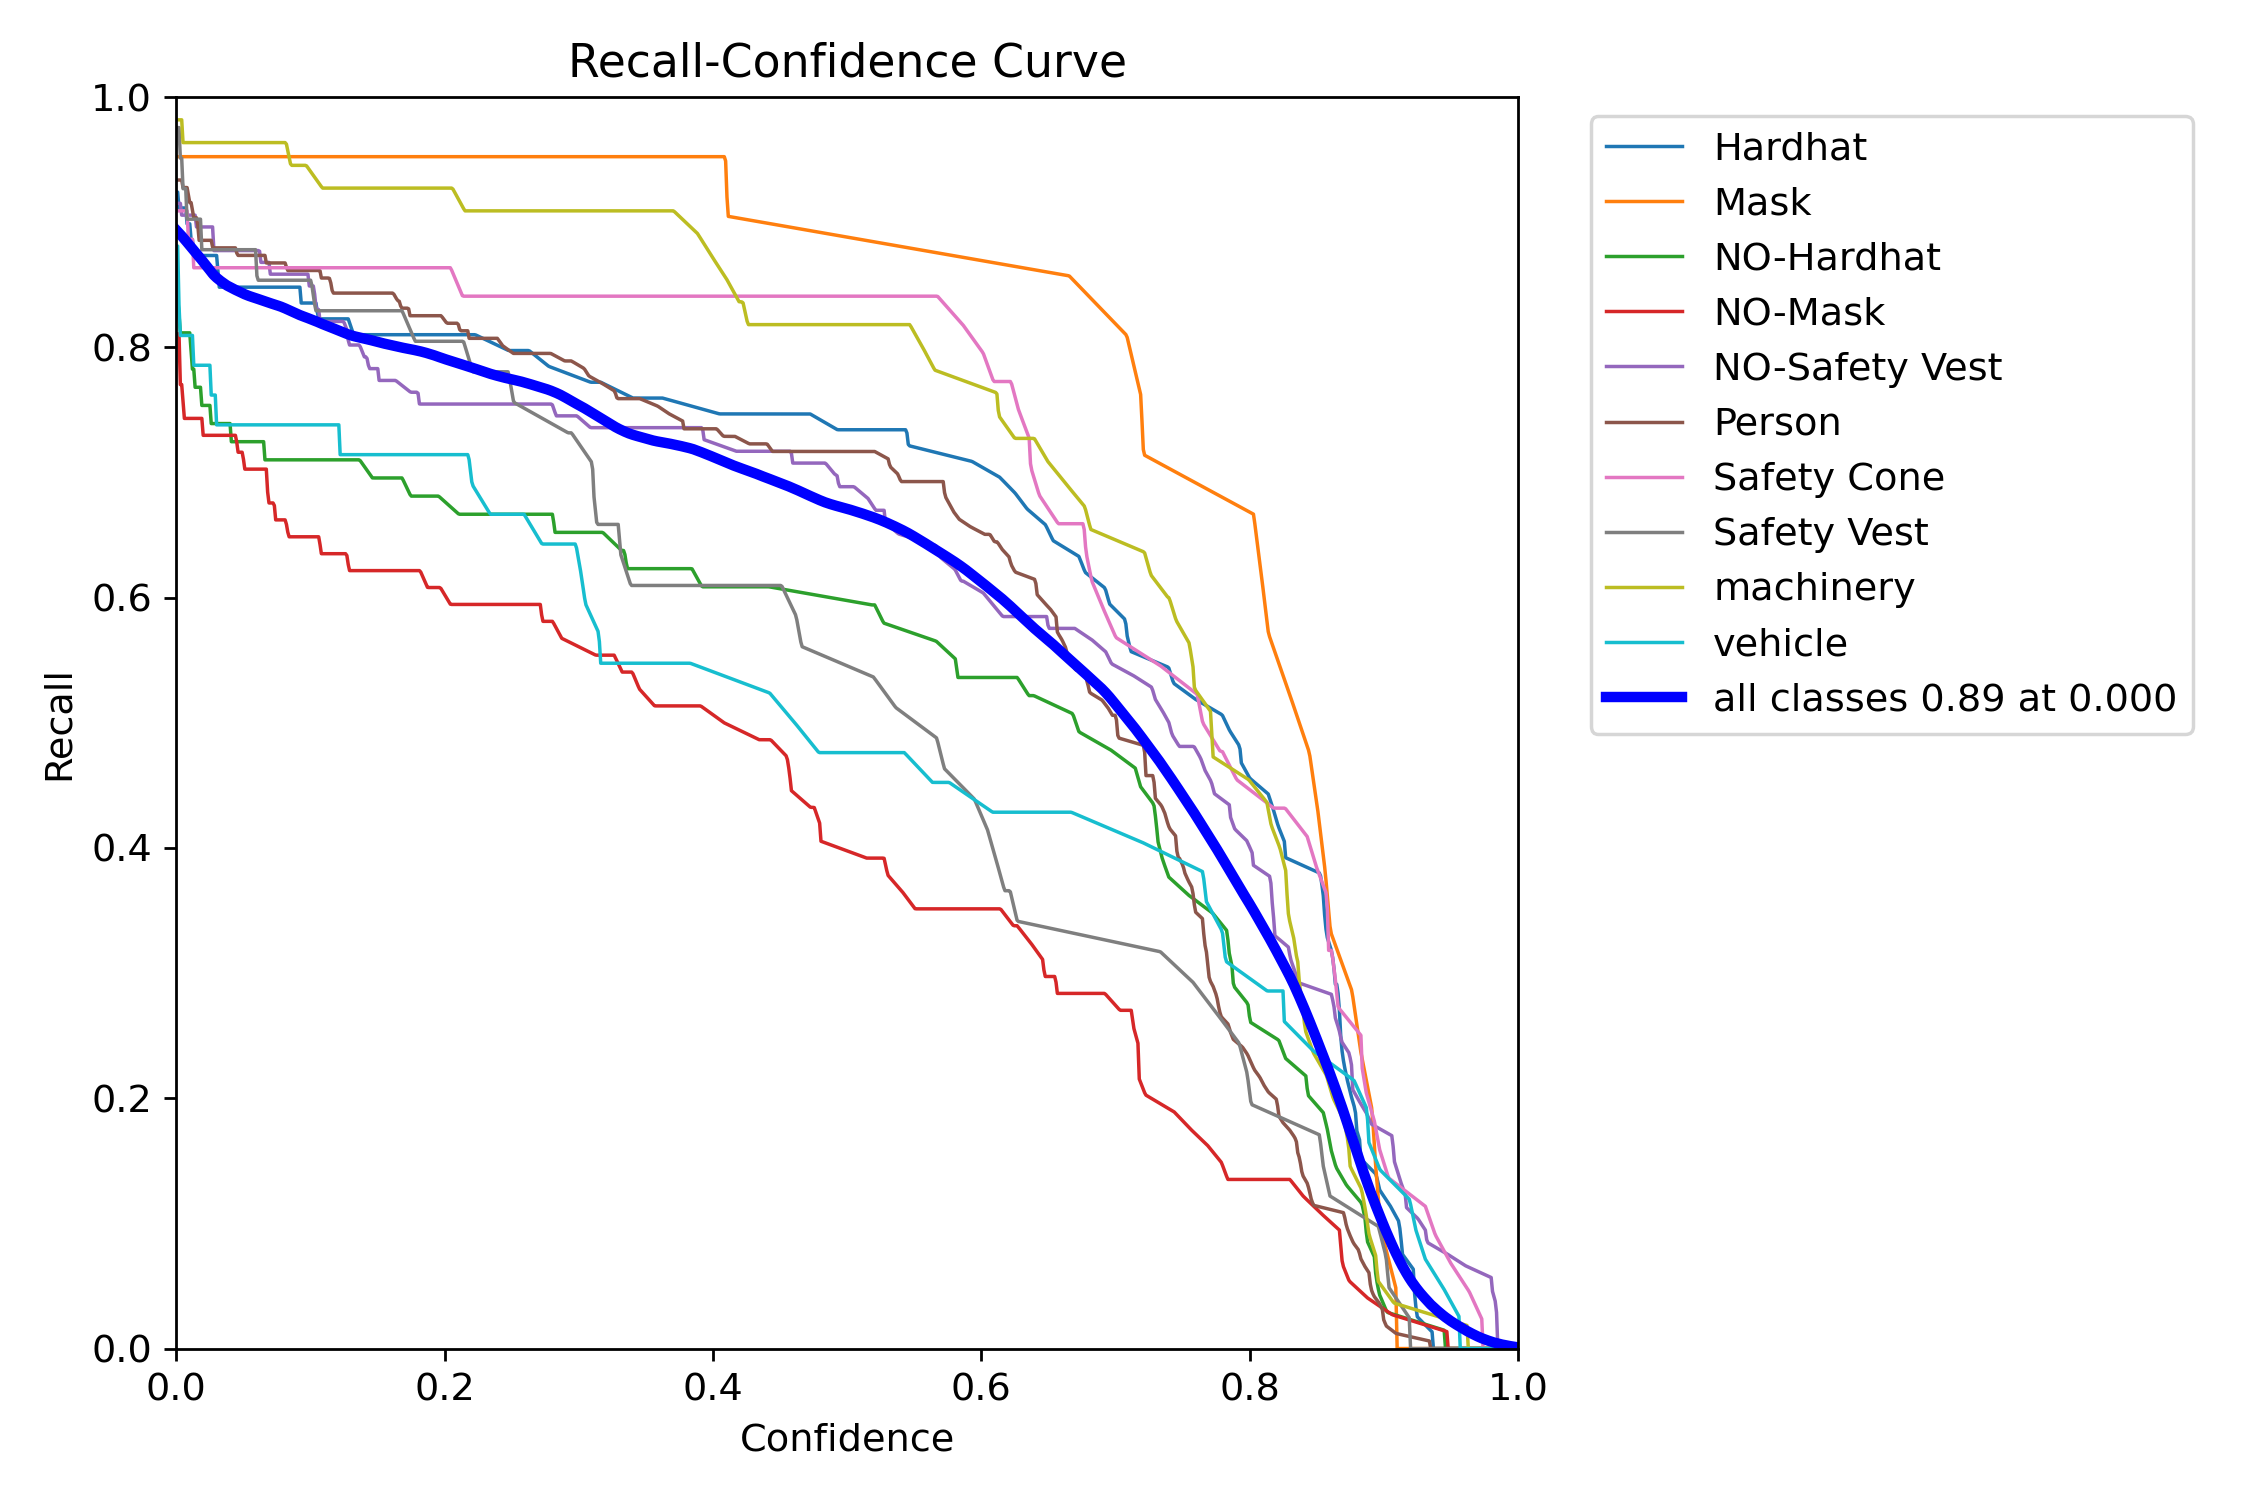 Recall-Confidence Curve
1.0
0.8
0.6
0.4
0.2
0.0
Recall
0.0 0.2 0.4 0.6 0.8 1.0
Confidence
Hardhat
Mask
NO-Hardhat
NO-Mask
NO-Safety Vest
Person
Safety Cone
Safety Vest
machinery
vehicle
all classes 0.89 at 0.000